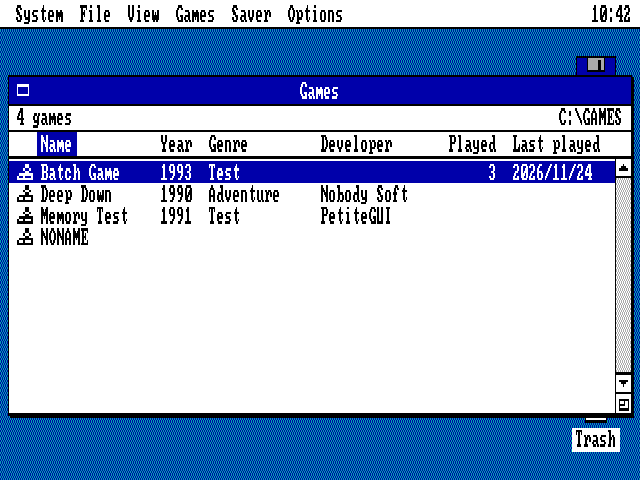 System File View Games Saver Options 10:42
Games
4 games C:\GAMES
Name Year Genre Developer Played Last played
Batch Game 1993 Test 3 2026/11/24
Deep Down 1990 Adventure Nobody Soft
Memory Test 1991 Test PetiteGUI
NONAME
Trash